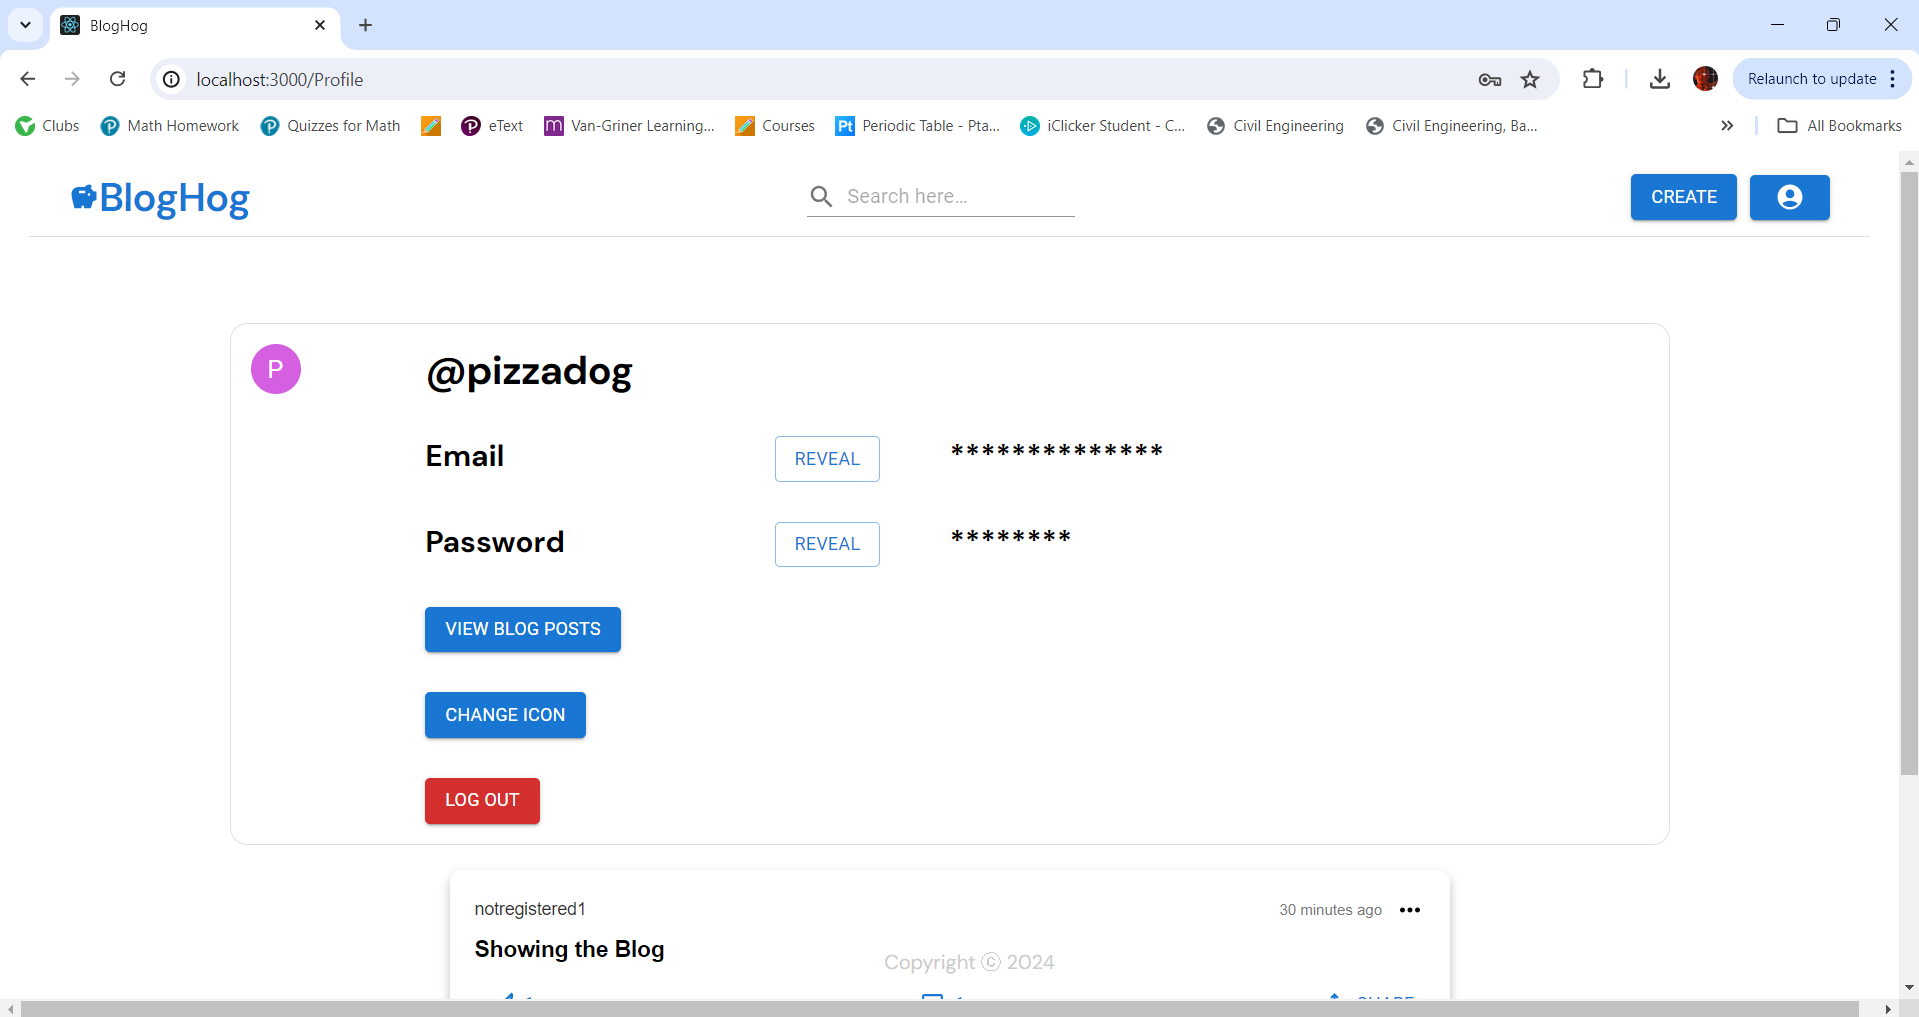 BlogHog
localhost:3000/Profile
Relaunch to update
Clubs
Math Homework
Quizzes for Math
eText
Van-Griner Learning...
Courses
Pt
Periodic Table - Pta...
iClicker Student - C...
Civil Engineering
Civil Engineering, Ba...
All Bookmarks
BlogHog
Search here...
CREATE
P
@pizzadog
Email
REVEAL
**************
Password
REVEAL
********
VIEW BLOG POSTS
CHANGE ICON
LOG OUT
notregistered1
30 minutes ago
Showing the Blog
Copyright © 2024
SHARE